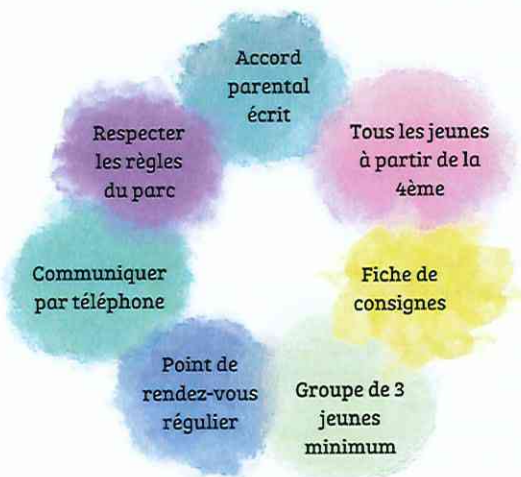 Accord
parental
écrit
Tous les jeunes
à partir de la
4ème
Fiche de
consignes
Groupe de 3
jeunes
minimum
Point de
rendez-vous
régulier
Communiquer
par téléphone
Respecter
les règles
du parc